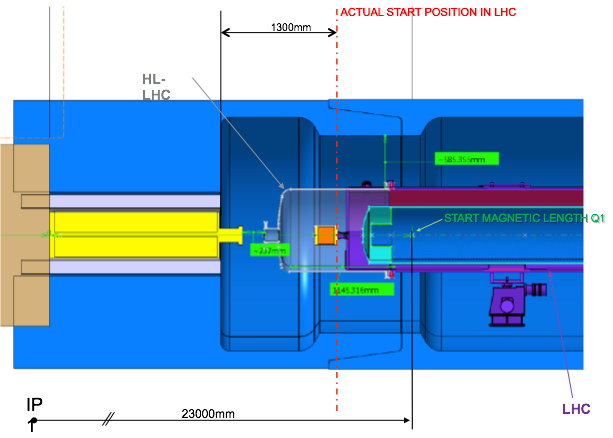 ACTUAL START POSITION IN LHC
1300mm
HL-
LHC
~585.355mm
START MAGNETIC LENGTH Q1
~237mm
1145.316mm
IP
23000mm
LHC